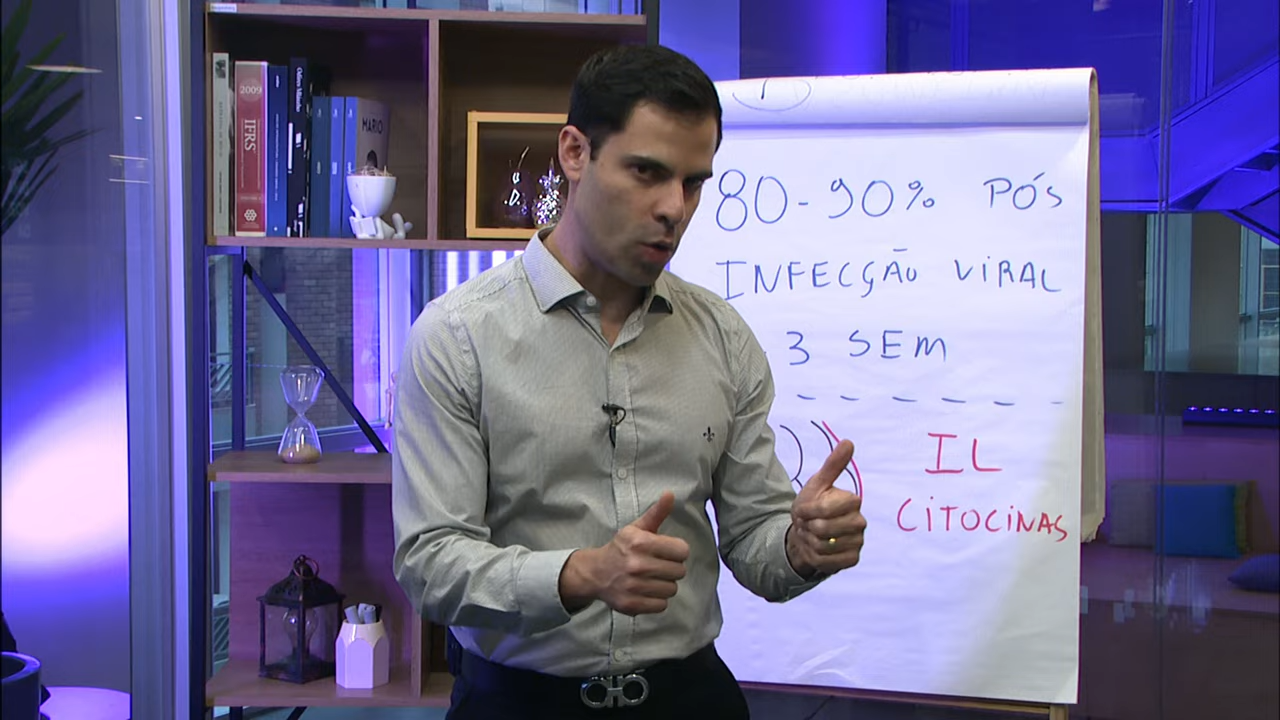 80-90% PÓS
INFECÇÃO VIRAL
3 SEM
IL
CITOCINAS
2009
IFRS
MARIO